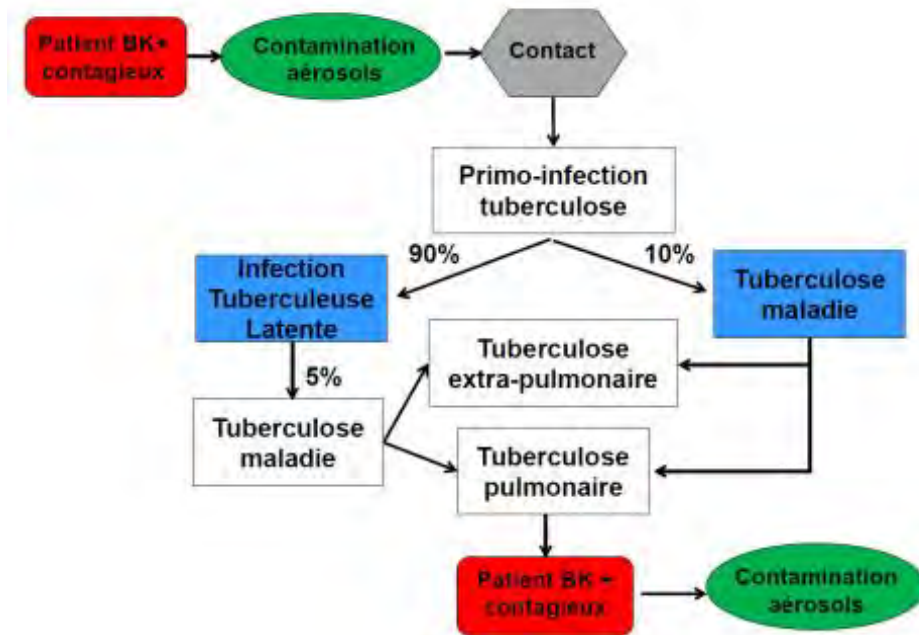 Patient BK+
contagieux
Contamination
aérosols
Contact
Primo-infection
tuberculose
90%
10%
Infection
Tuberculeuse
Latente
Tuberculose
maladie
Tuberculose
extra-pulmonaire
5%
Tuberculose
maladie
Tuberculose
pulmonaire
Patient BK +
contagieux
Contamination
aérosols